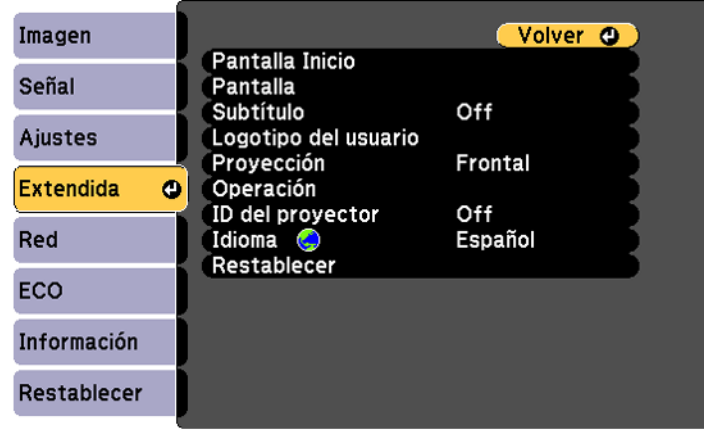 Imagen
Señal
Ajustes
Extendida
Red
ECO
Información
Restablecer
Volver
Pantalla Inicio
Pantalla
Subtítulo Off
Logotipo del usuario
Proyección Frontal
Operación
ID del proyector Off
Idioma Español
Restablecer